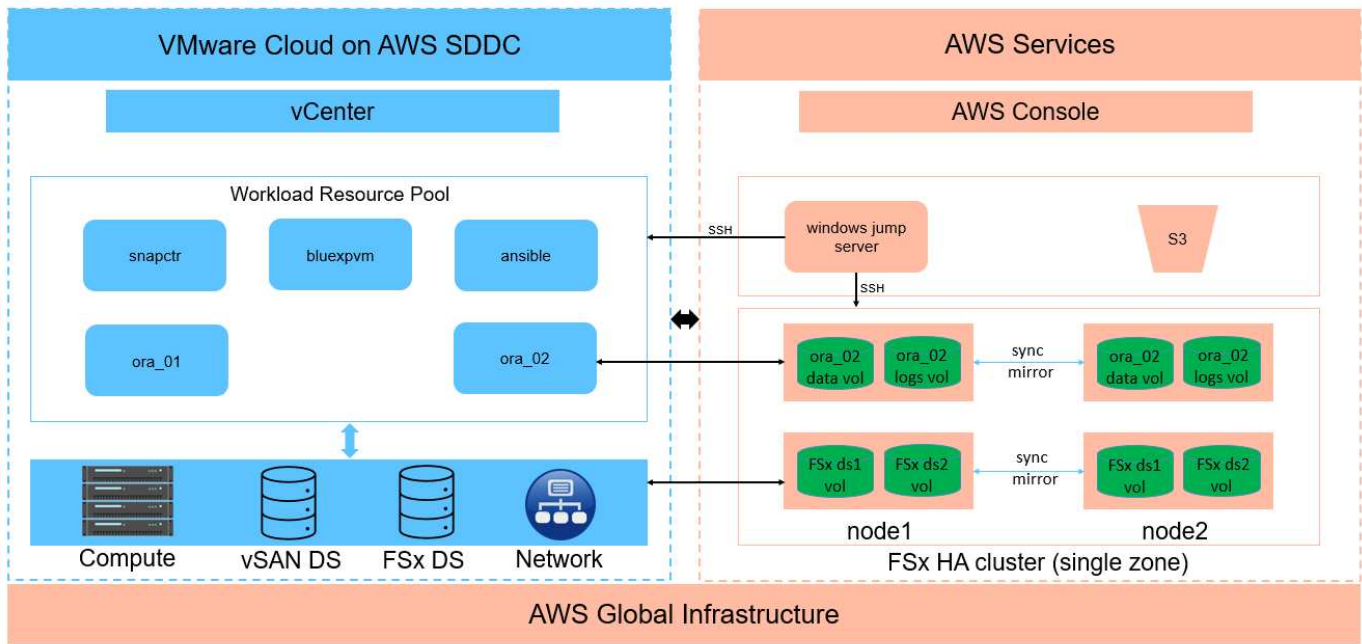 VMware Cloud on AWS SDDC
vCenter
Workload Resource Pool
snapctr
bluexpvm
ansible
ora_01
ora_02
Compute
vSAN DS
FSx DS
Network
AWS Services
AWS Console
SSH
windows jump
server
S3
SSH
ora_02
data vol
ora_02
logs vol
sync
mirror
ora_02
data vol
ora_02
logs vol
FSx ds1
vol
FSx ds2
vol
sync
mirror
FSx ds1
vol
FSx ds2
vol
node1
node2
FSx HA cluster (single zone)
AWS Global Infrastructure